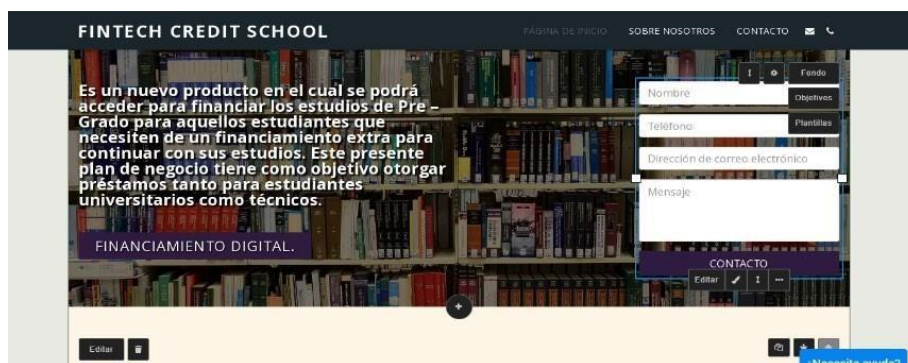 FINTECH CREDIT SCHOOL
PÁGINA DE INICIO SOBRE NOSOTROS CONTACTO
Es un nuevo producto en el cual se podrá
acceder para financiar los estudios de Pre –
Grado para aquellos estudiantes que
necesiten de un financiamiento extra para
continuar con sus estudios. Este presente
plan de negocio tiene como objetivo otorgar
préstamos tanto para estudiantes
universitarios como técnicos.
FINANCIAMIENTO DIGITAL.
Fondo
Nombre
Objetivos
Teléfono
Plantillas
Dirección de correo electrónico
Mensaje
CONTACTO
Editar
Editar
¿Necesita ayuda?